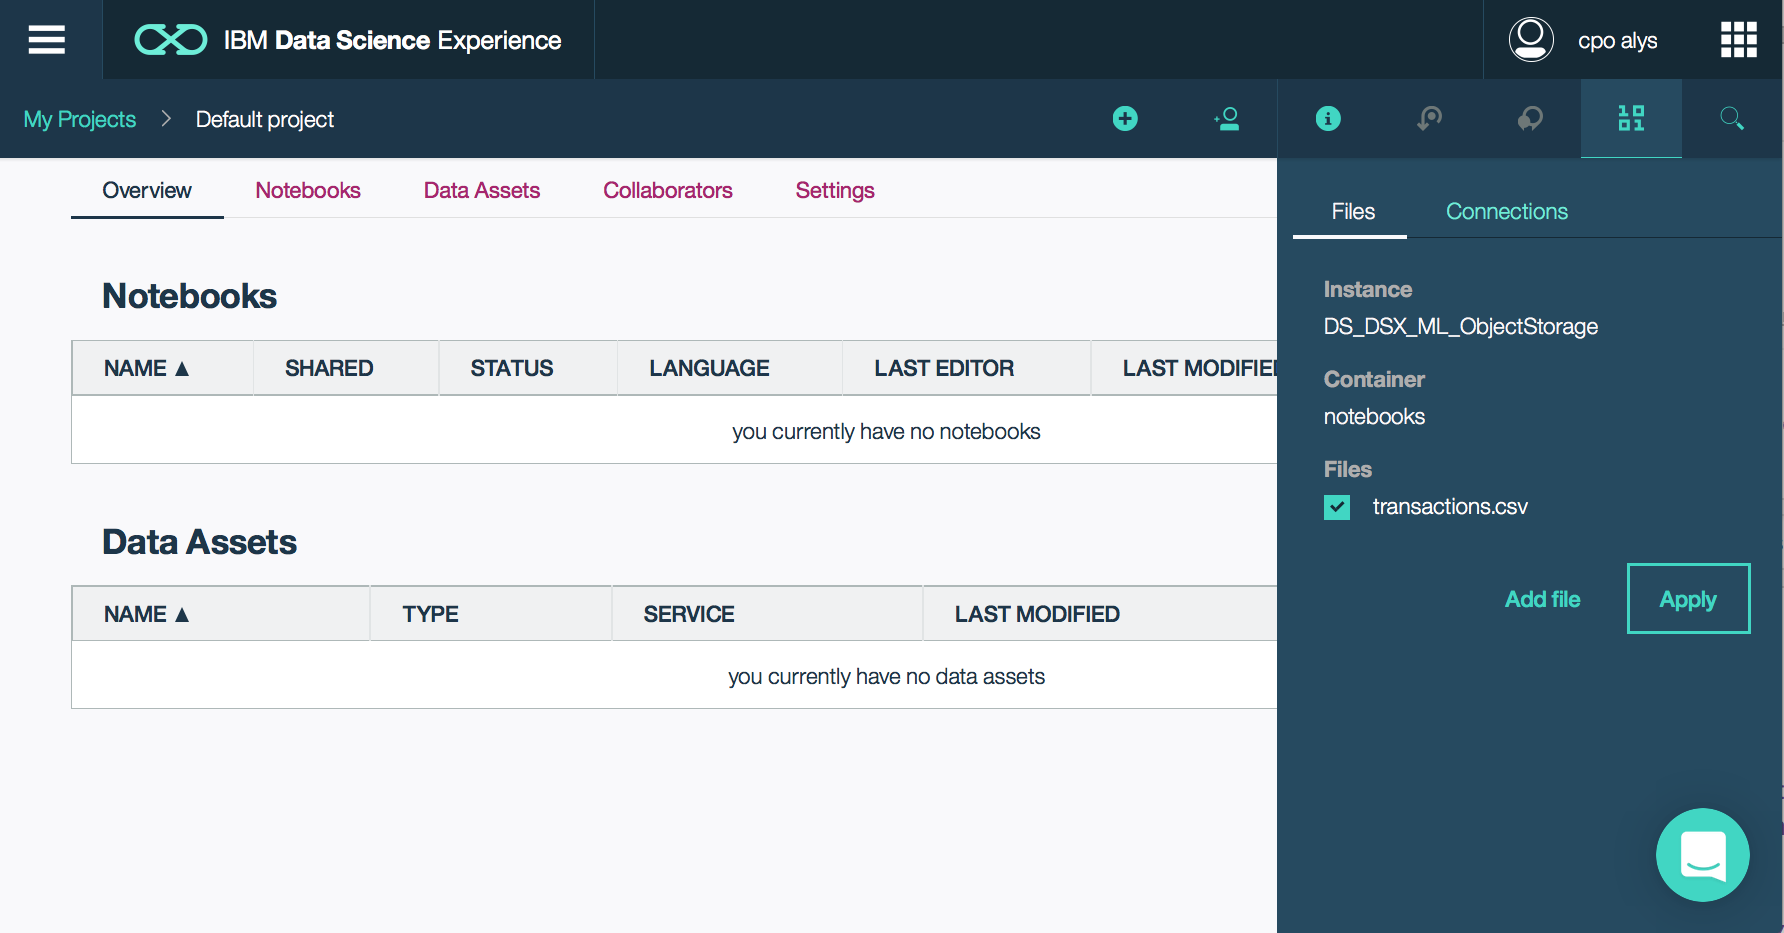 IBM Data Science Experience
cpo alys
My Projects > Default project
Overview Notebooks Data Assets Collaborators Settings
Notebooks
NAME ▲ SHARED STATUS LANGUAGE LAST EDITOR LAST MODIFIED
you currently have no notebooks
Data Assets
NAME ▲ TYPE SERVICE LAST MODIFIED
you currently have no data assets
Files Connections
Instance
DS_DSX_ML_ObjectStorage
Container
notebooks
Files
transactions.csv
Add file Apply